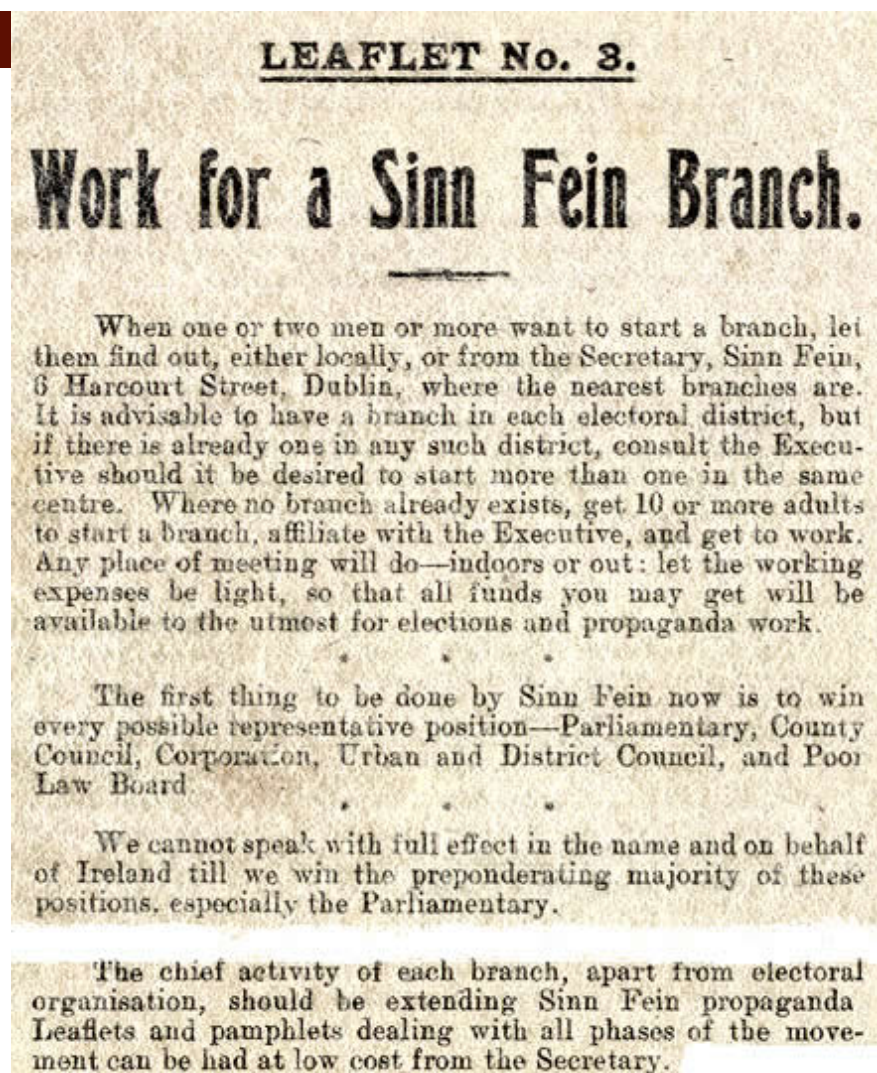 LEAFLET No. 3.
Work for a Sinn Fein Branch.
When one or two men or more want to start a branch, let
them find out, either locally, or from the Secretary, Sinn Fein,
6 Harcourt Street, Dublin, where the nearest branches are.
It is advisable to have a branch in each electoral district, but
if there is already one in any such district, consult the Execu-
tive should it be desired to start more than one in the same
centre. Where no branch already exists, get 10 or more adults
to start a branch, affiliate with the Executive, and get to work.
Any place of meeting will do—indoors or out: let the working
expenses be light, so that all funds you may get will be
available to the utmost for elections and propaganda work.
The first thing to be done by Sinn Fein now is to win
every possible representative position—Parliamentary, County
Council, Corporation, Urban and District Council, and Poor
Law Board
We cannot speak with full effect in the name and on behalf
of Ireland till we win the preponderating majority of these
positions, especially the Parliamentary.
The chief activity of each branch, apart from electoral
organisation, should be extending Sinn Fein propaganda
Leaflets and pamphlets dealing with all phases of the move-
ment can be had at low cost from the Secretary.